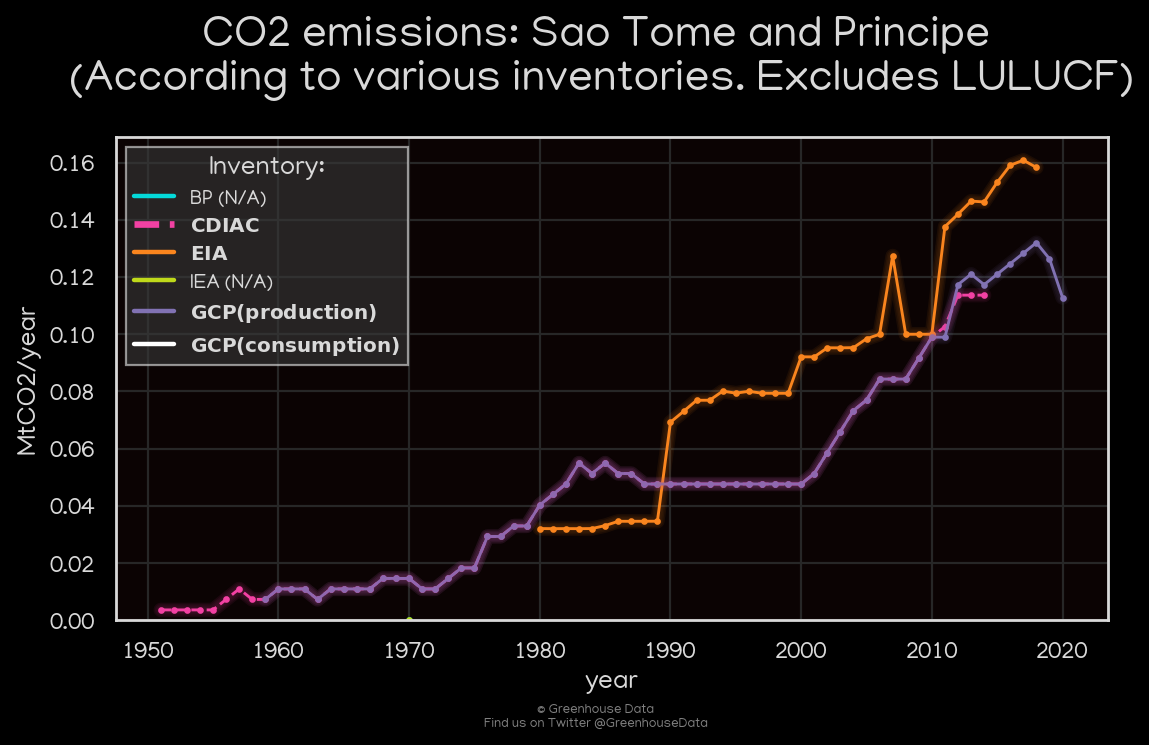 CO2 emissions: Sao Tome and Principe
(According to various inventories. Excludes LULUCF)
Inventory:
BP (N/A)
CDIAC
EIA
IEA (N/A)
GCP(production)
GCP(consumption)
MtCO2/year
0.16
0.14
0.12
0.10
0.08
0.06
0.04
0.02
0.00
1950 1960 1970 1980 1990 2000 2010 2020
year
© Greenhouse Data
Find us on Twitter @GreenhouseData